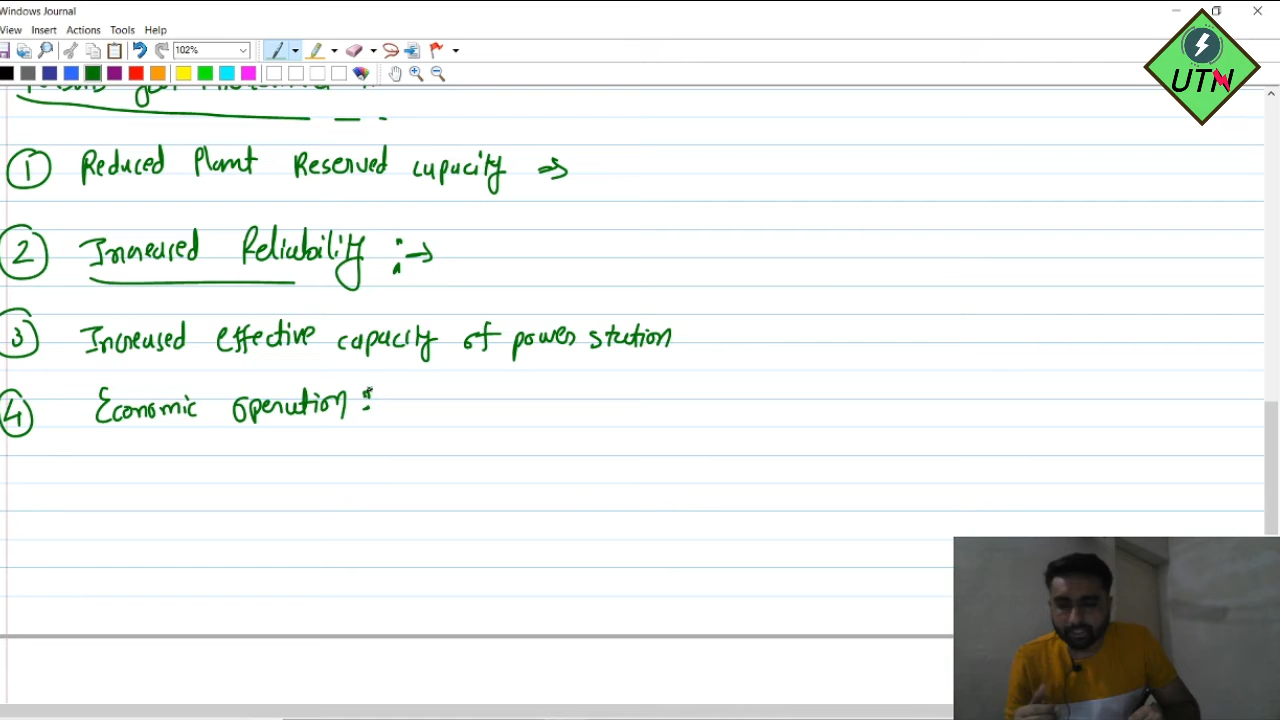 Windows Journal
View Insert Actions Tools Help
102%
UTN
① Reduced Plant Reserved capacity ⇒
② Increased Reliability :→
③ Increased effective capacity of power station
④ Economic operation :